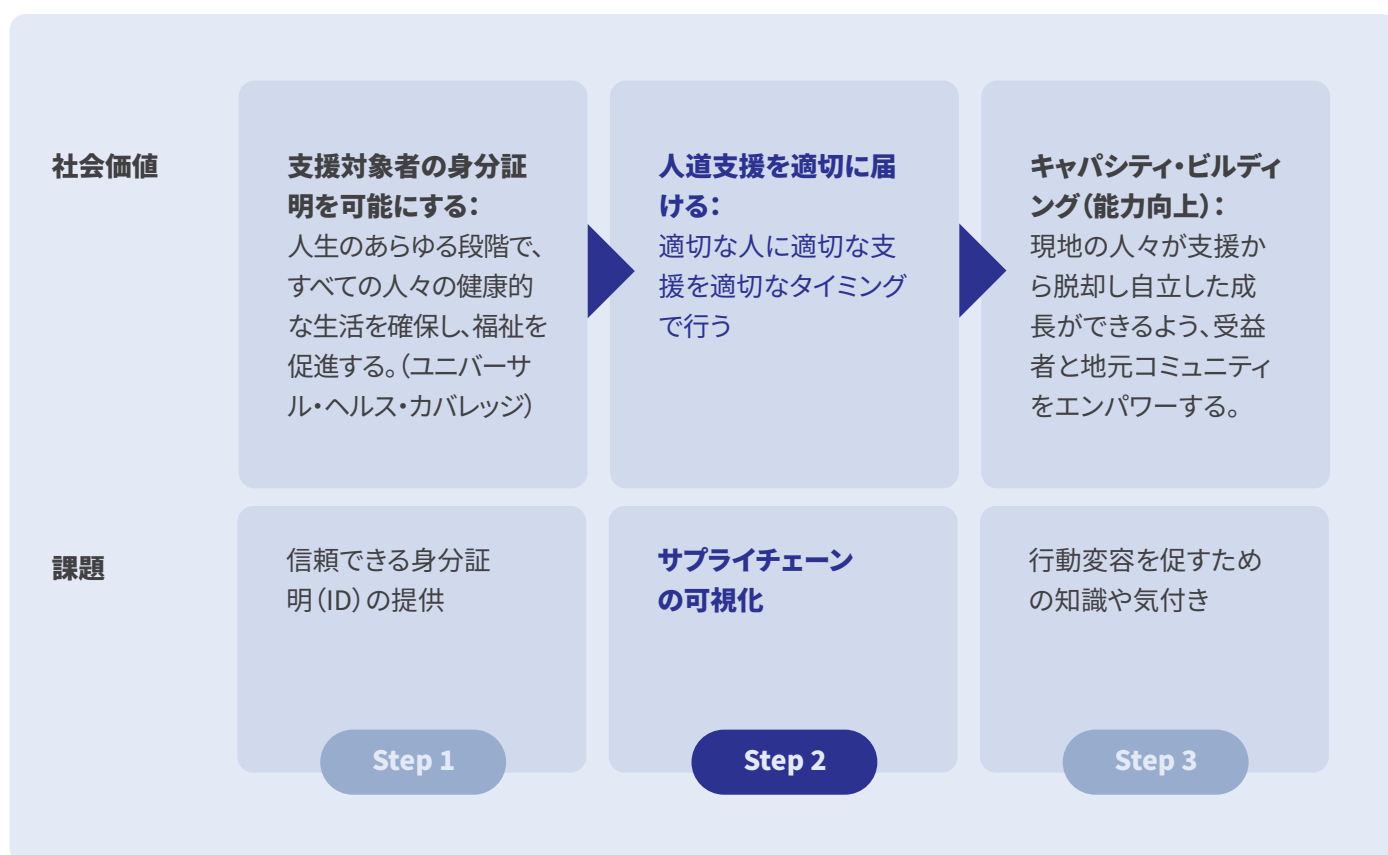 社会価値
支援対象者の身分証
明を可能にする：
人生のあらゆる段階で、
すべての人々の健康的
な生活を確保し、福祉を
促進する。（ユニバーサ
ル・ヘルス・カバレッジ）
人道支援を適切に届
ける：
適切な人に適切な支
援を適切なタイミング
で行う
キャパシティ・ビルディ
ング（能力向上）：
現地の人々が支援か
ら脱却し自立した成
長ができるよう、受益
者と地元コミュニティ
をエンパワーする。
課題
信頼できる身分証
明（ID）の提供
サプライチェーン
の可視化
行動変容を促すため
の知識や気付き
Step 1
Step 2
Step 3